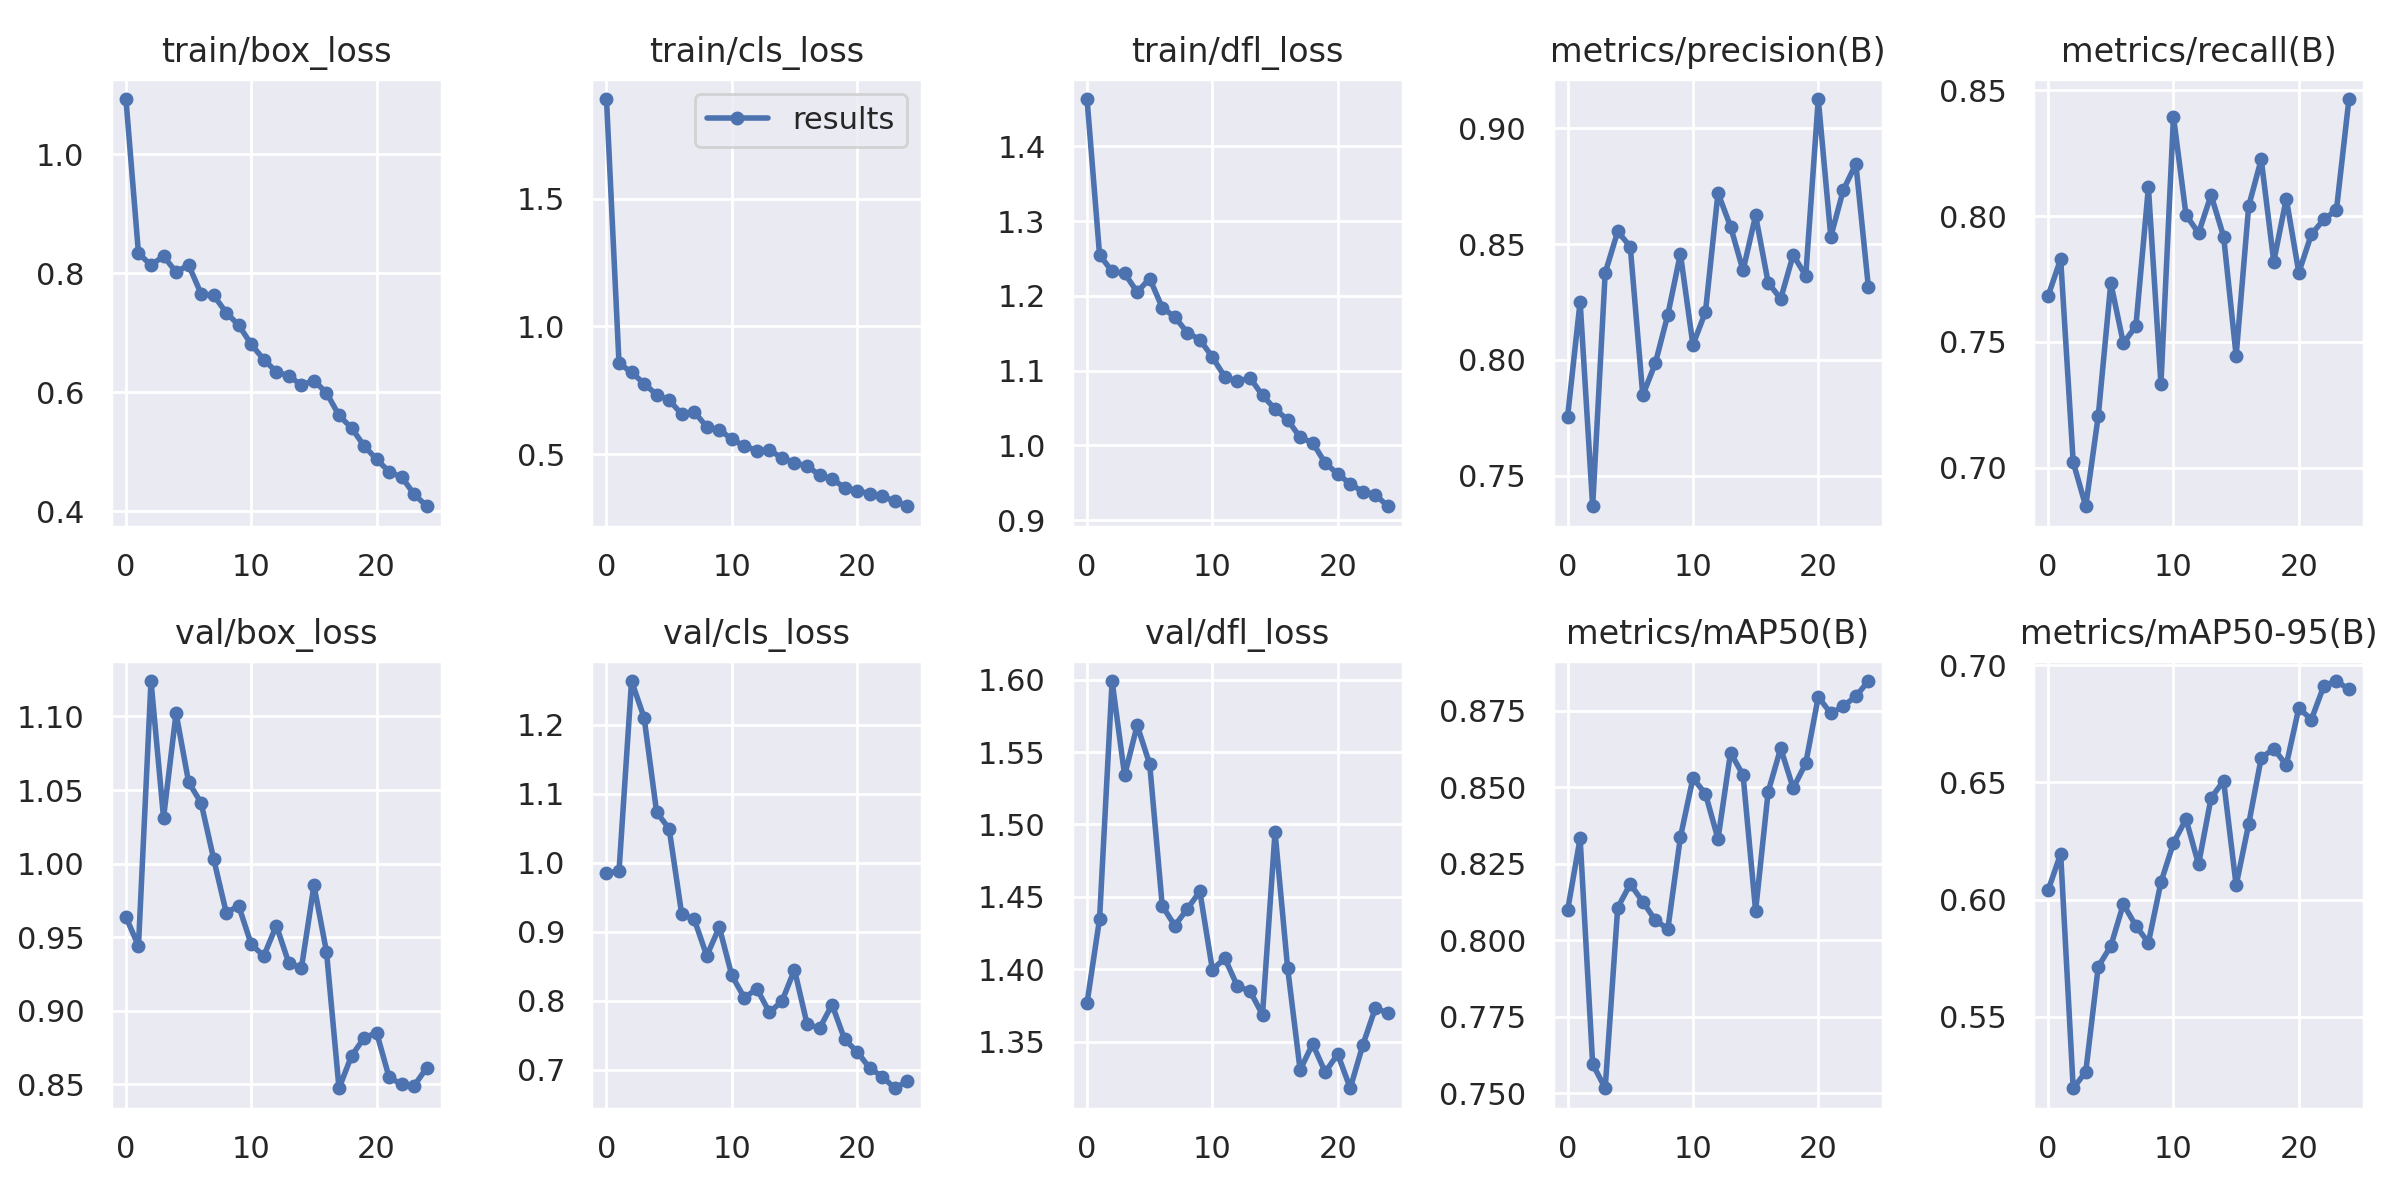 train/box_loss
1.0
0.8
0.6
0.4
0 10 20
train/cls_loss
results
1.5
1.0
0.5
0 10 20
train/dfl_loss
1.4
1.3
1.2
1.1
1.0
0.9
0 10 20
metrics/precision(B)
0.90
0.85
0.80
0.75
0 10 20
metrics/recall(B)
0.85
0.80
0.75
0.70
0 10 20
val/box_loss
1.10
1.05
1.00
0.95
0.90
0.85
0 10 20
val/cls_loss
1.2
1.1
1.0
0.9
0.8
0.7
0 10 20
val/dfl_loss
1.60
1.55
1.50
1.45
1.40
1.35
0 10 20
metrics/mAP50(B)
0.875
0.850
0.825
0.800
0.775
0.750
0 10 20
metrics/mAP50-95(B)
0.70
0.65
0.60
0.55
0 10 20